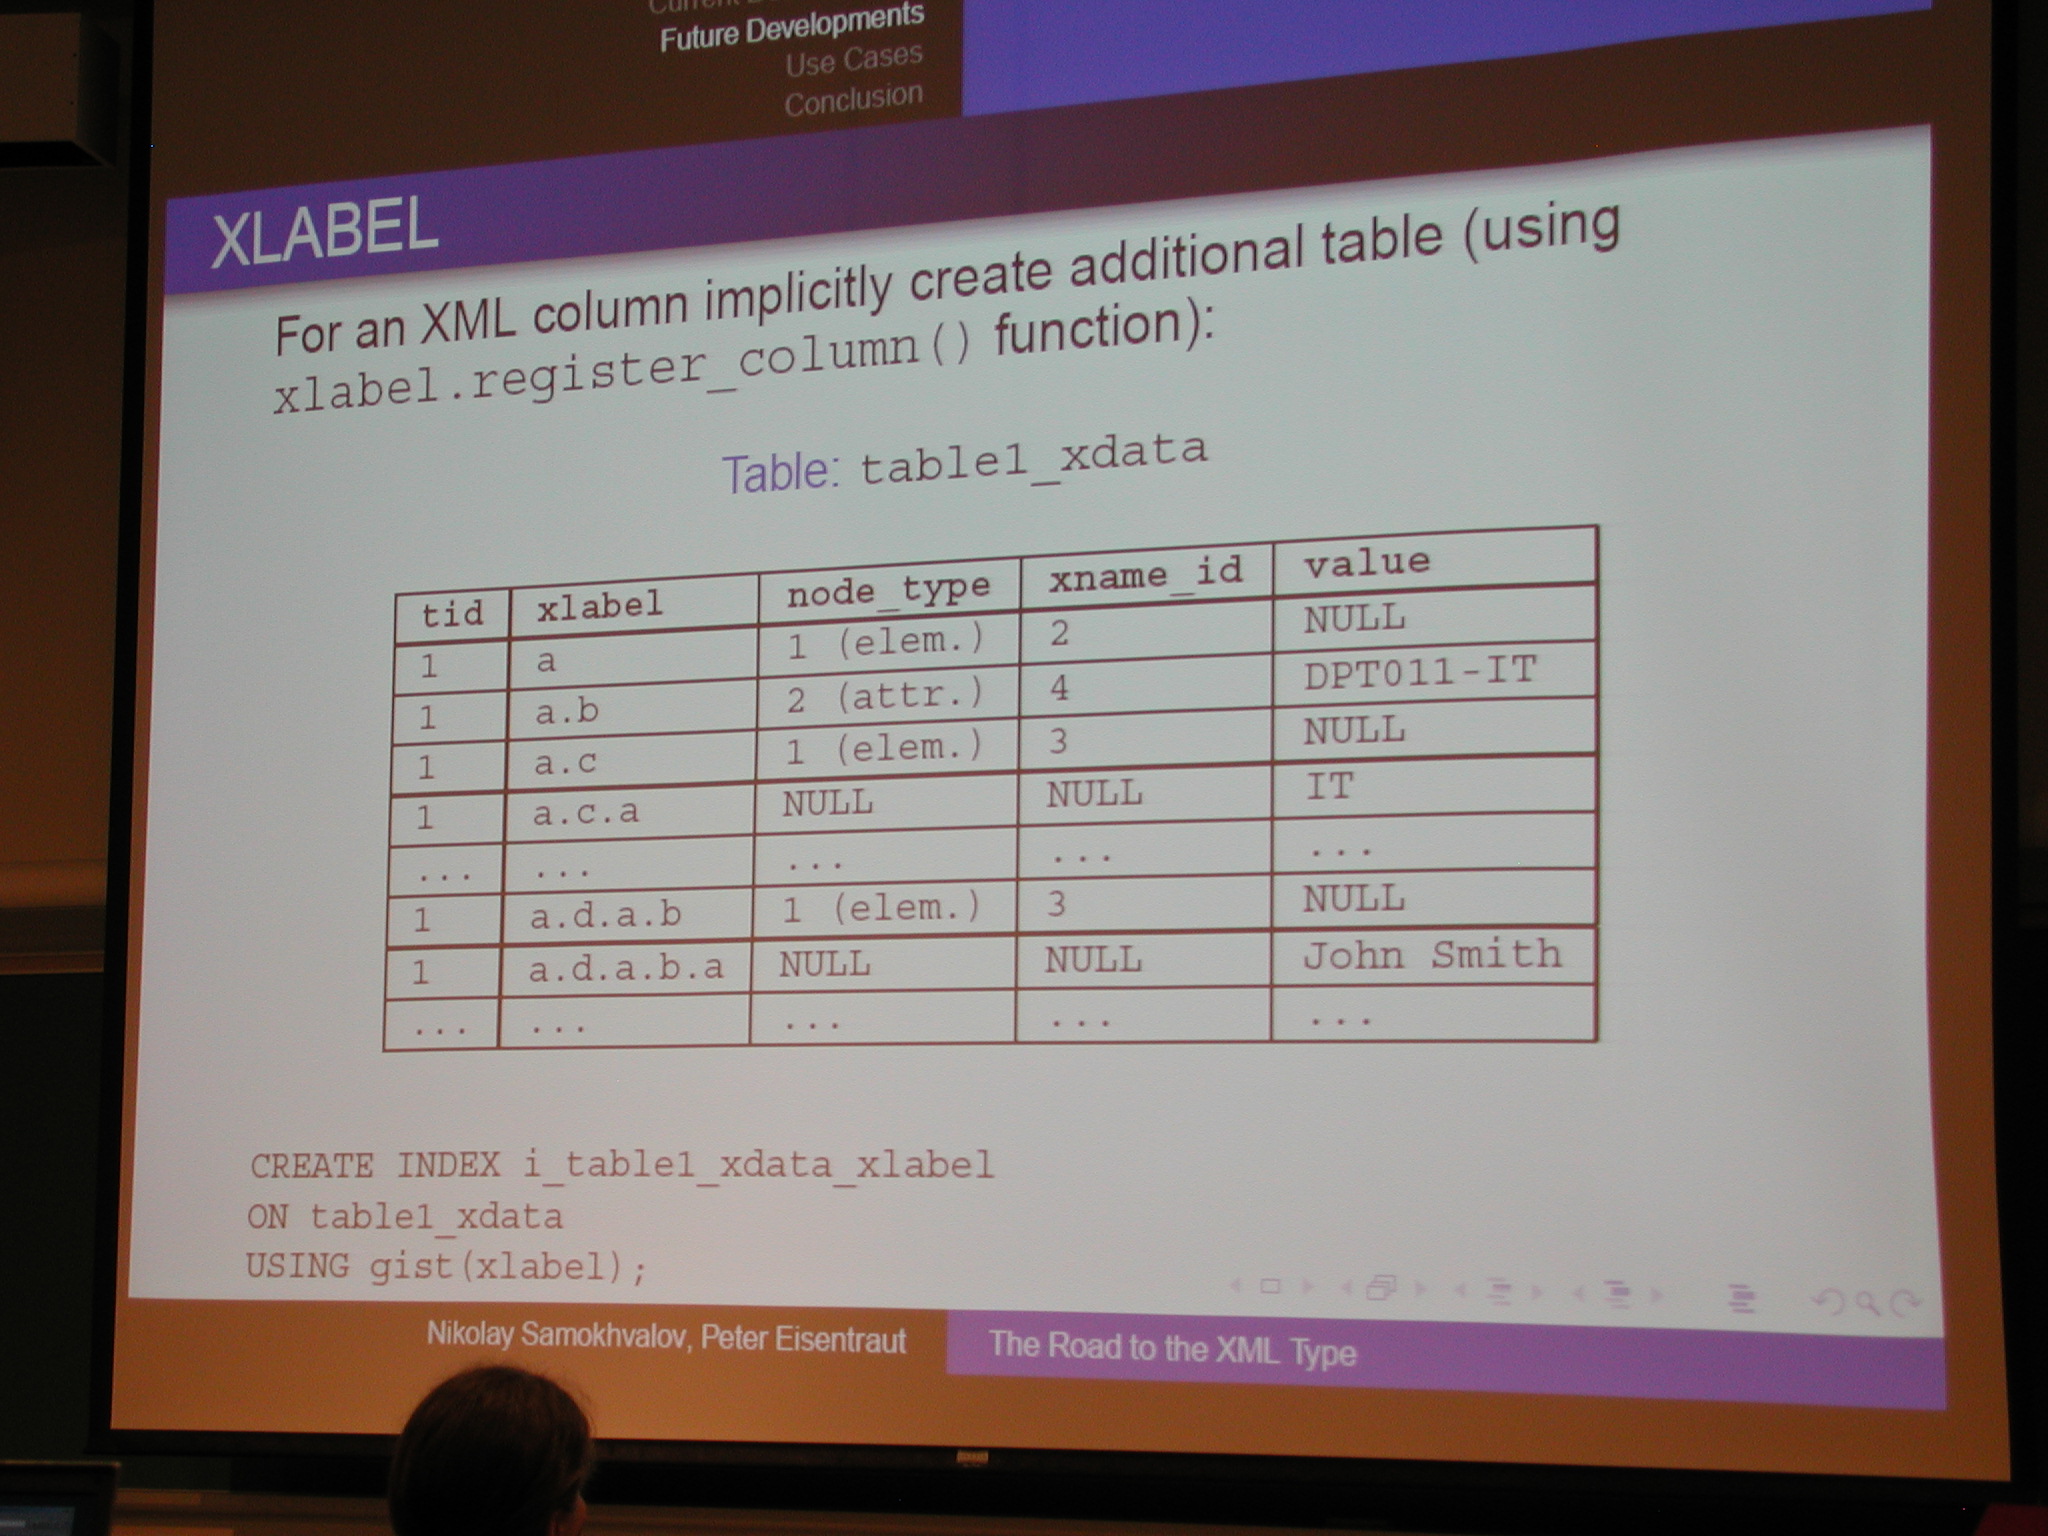 Future Developments
Use Cases
Conclusion
XLABEL
For an XML column implicitly create additional table (using
xlabel.register_column() function):
Table: table1_xdata
tid xlabel node_type xname_id value
1 a 1 (elem.) 2 NULL
1 a.b 2 (attr.) 4 DPT011-IT
1 a.c 1 (elem.) 3 NULL
1 a.c.a NULL NULL IT
... ... ... ... ...
1 a.d.a.b 1 (elem.) 3 NULL
1 a.d.a.b.a NULL NULL John Smith
... ... ... ... ...
CREATE INDEX i_table1_xdata_xlabel
ON table1_xdata
USING gist(xlabel);
Nikolay Samokhvalov, Peter Eisentraut The Road to the XML Type